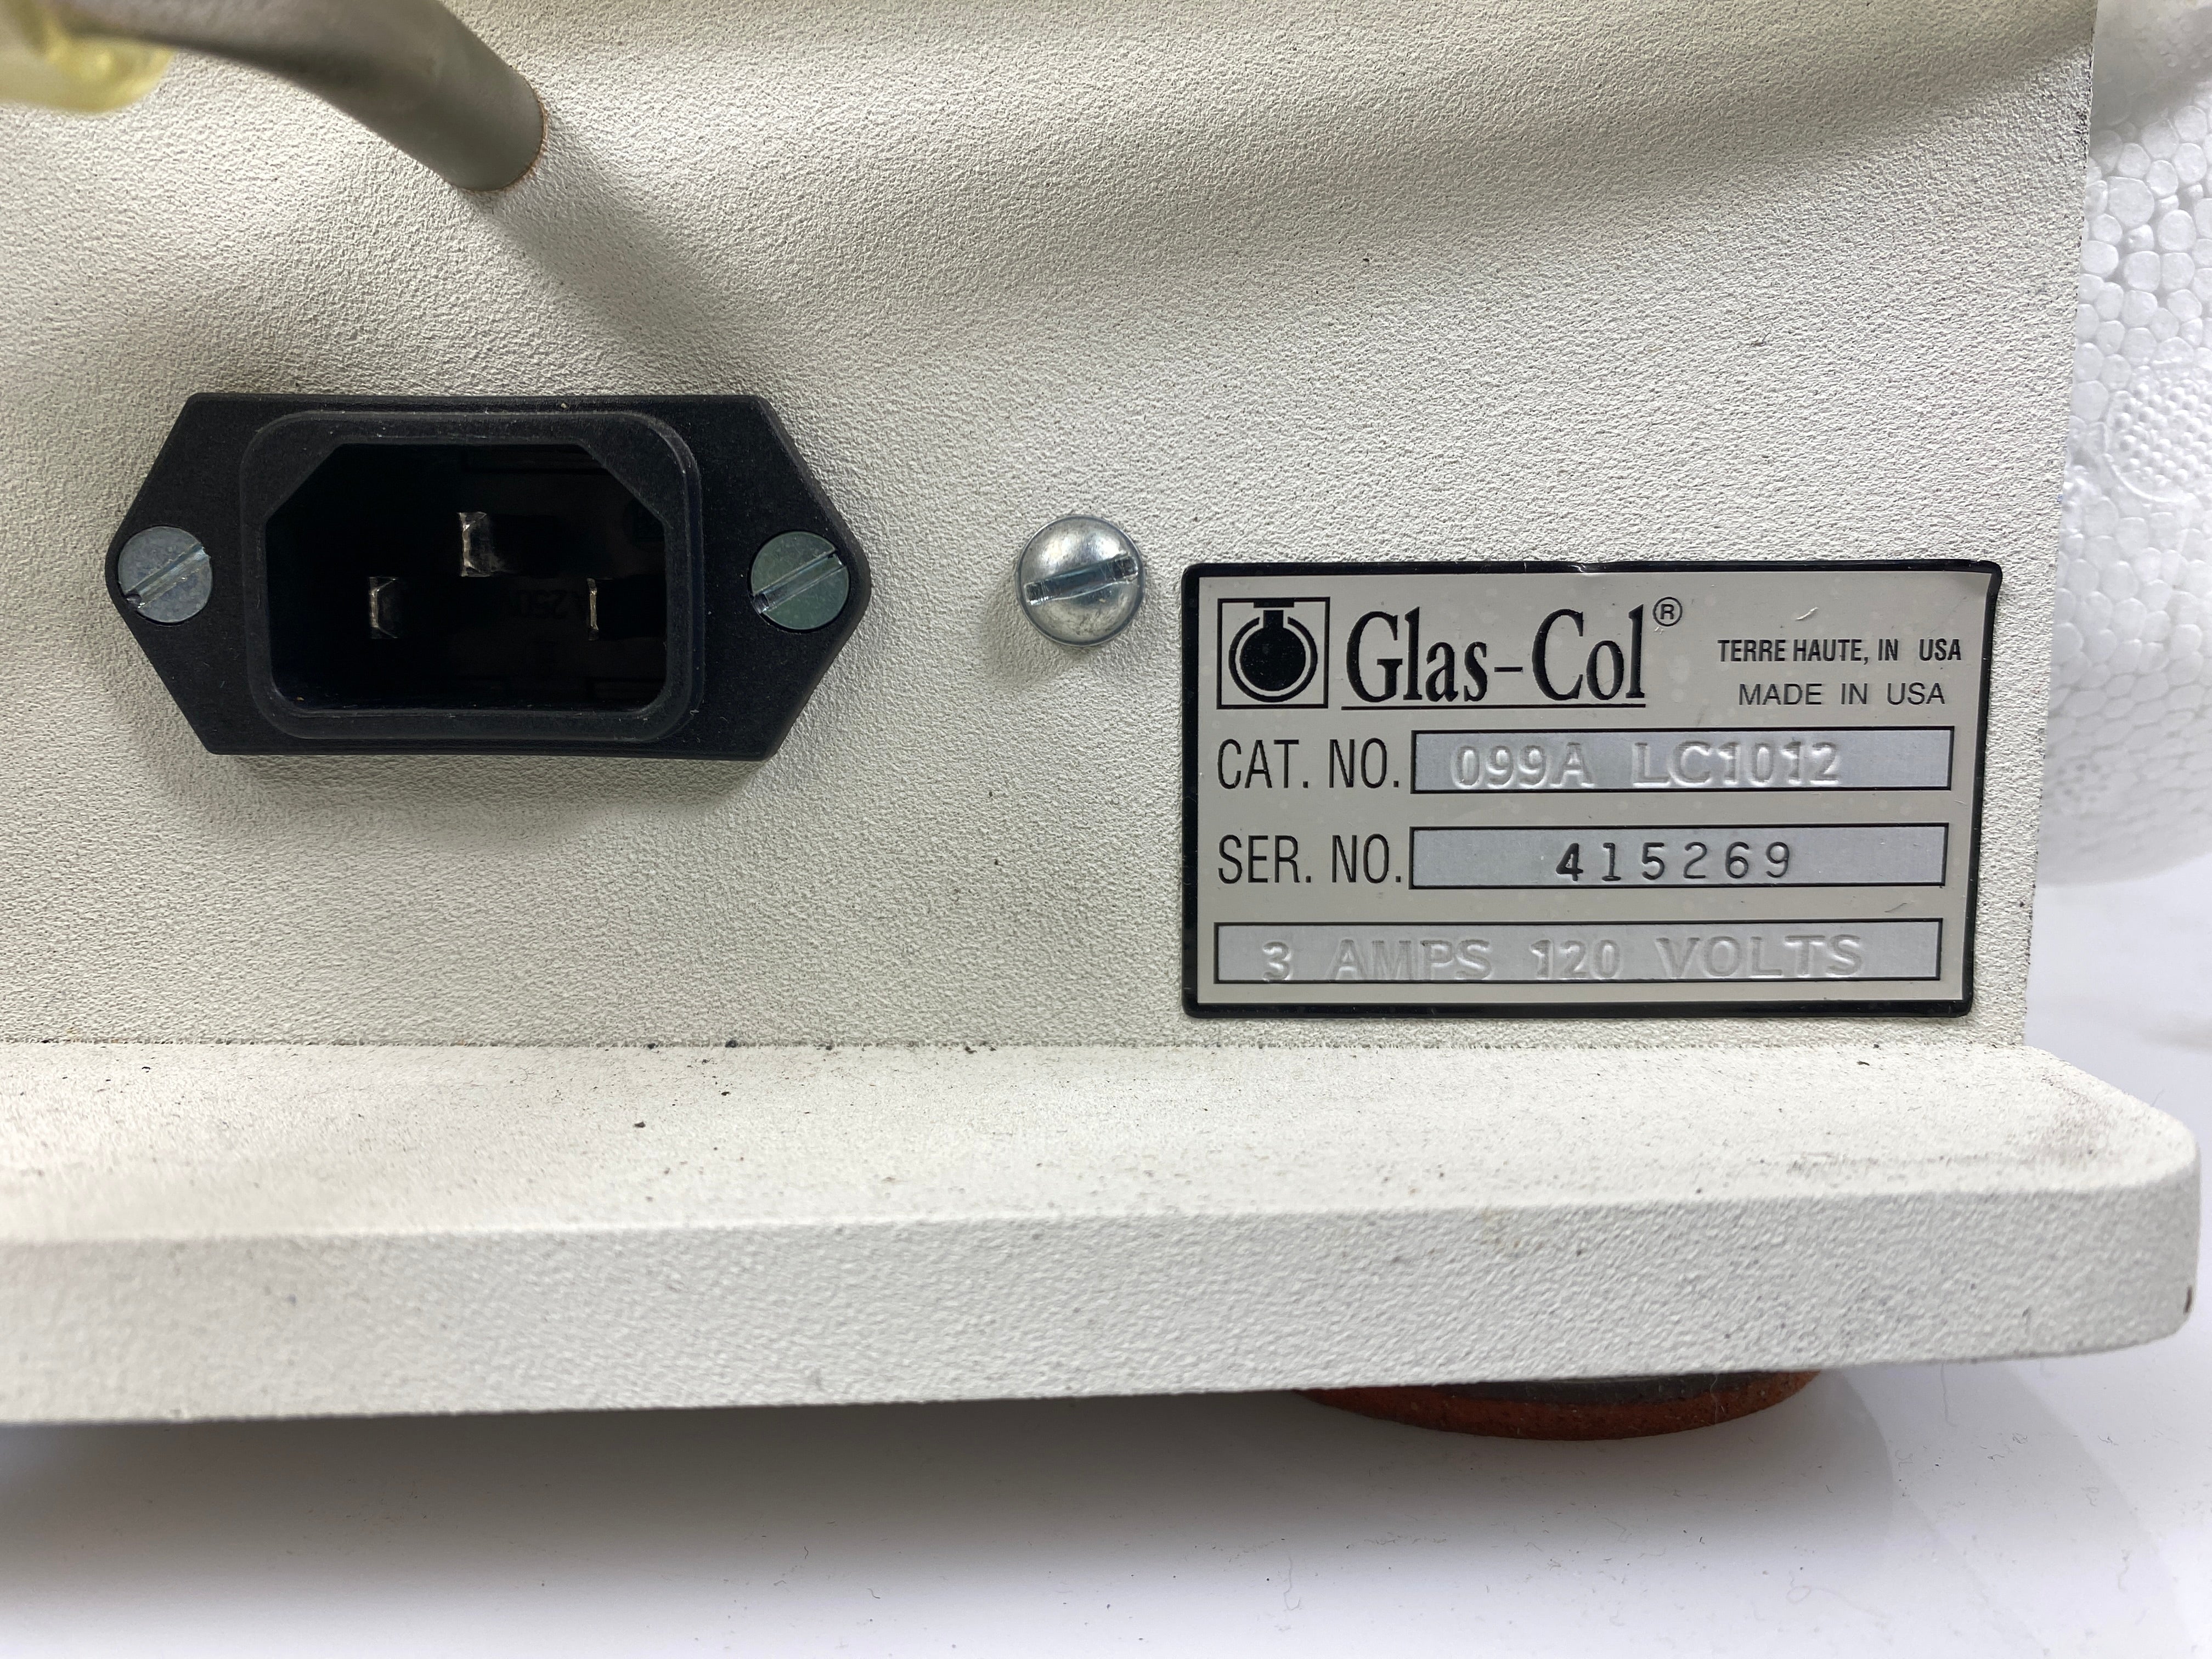 Glas-Col®
TERRE HAUTE, IN USA
MADE IN USA
CAT. NO. 099A LC1012
SER. NO. 415269
3 AMPS 120 VOLTS